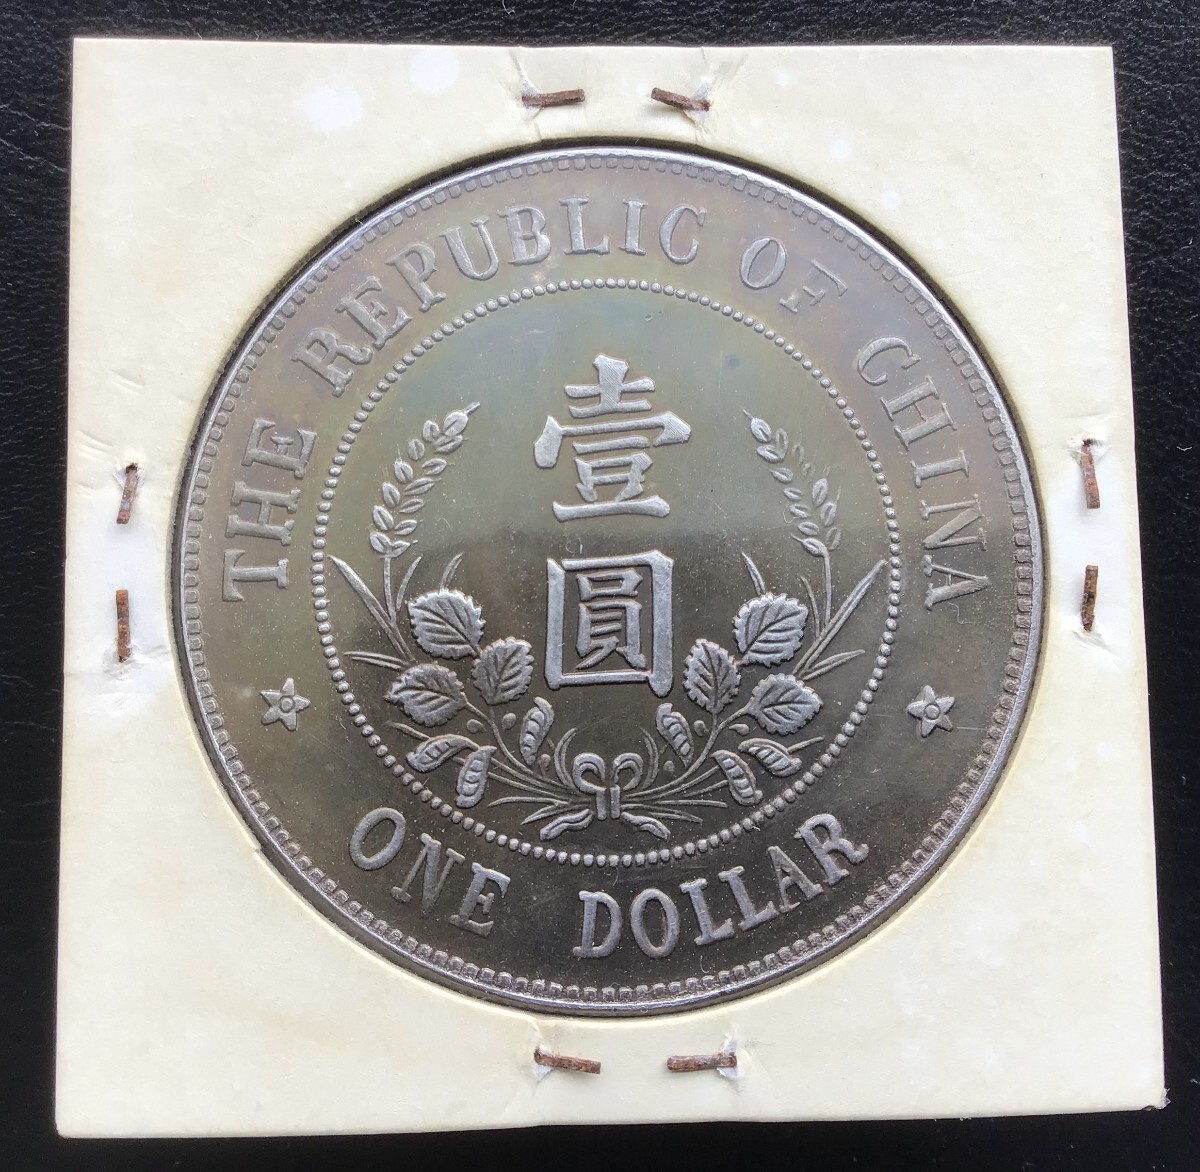 THE REPUBLIC OF CHINA
壹
圓
ONE DOLLAR